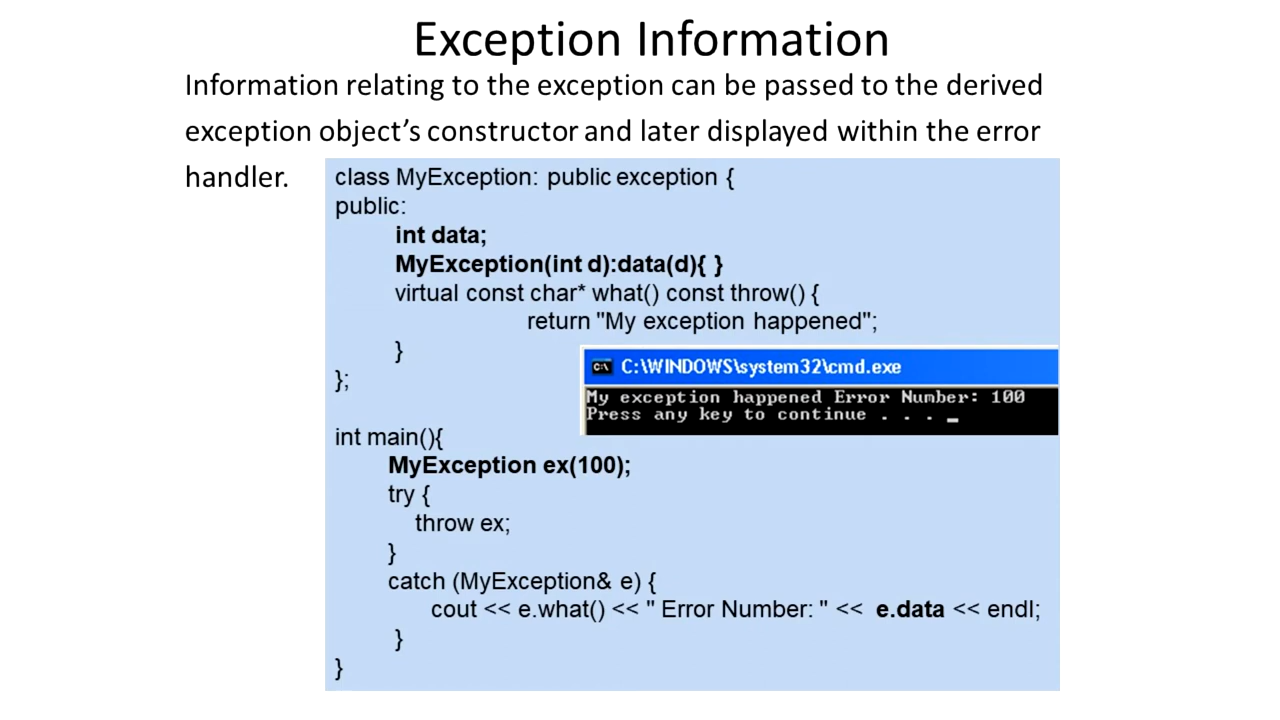 Exception Information
Information relating to the exception can be passed to the derived
exception object’s constructor and later displayed within the error
handler.
class MyException: public exception {
public:
int data;
MyException(int d):data(d){ }
virtual const char* what() const throw() {
return "My exception happened";
}
};
C:\WINDOWS\system32\cmd.exe
My exception happened Error Number: 100
Press any key to continue . . . _
int main(){
MyException ex(100);
try {
throw ex;
}
catch (MyException& e) {
cout << e.what() << " Error Number: " << e.data << endl;
}
}